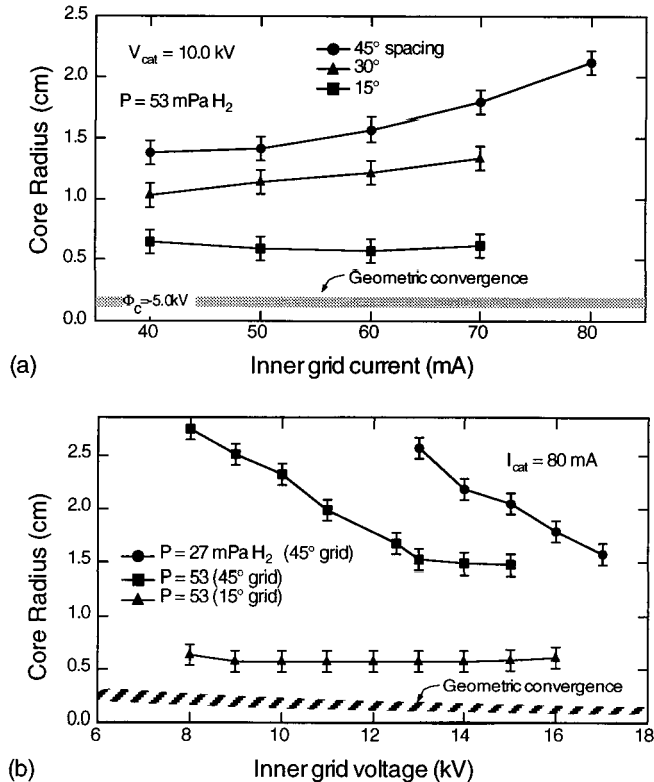 2.5
2.0
1.5
1.0
0.5
0.0
Core Radius (cm)
V_cat = 10.0 kV
P = 53 mPa H₂
45° spacing
30°
15°
Geometric convergence
Φ_c=-5.0kV
40 50 60 70 80
(a) Inner grid current (mA)
2.5
2.0
1.5
1.0
0.5
0.0
Core Radius (cm)
I_cat = 80 mA
P = 27 mPa H₂ (45° grid)
P = 53 (45° grid)
P = 53 (15° grid)
Geometric convergence
6 8 10 12 14 16 18
(b) Inner grid voltage (kV)